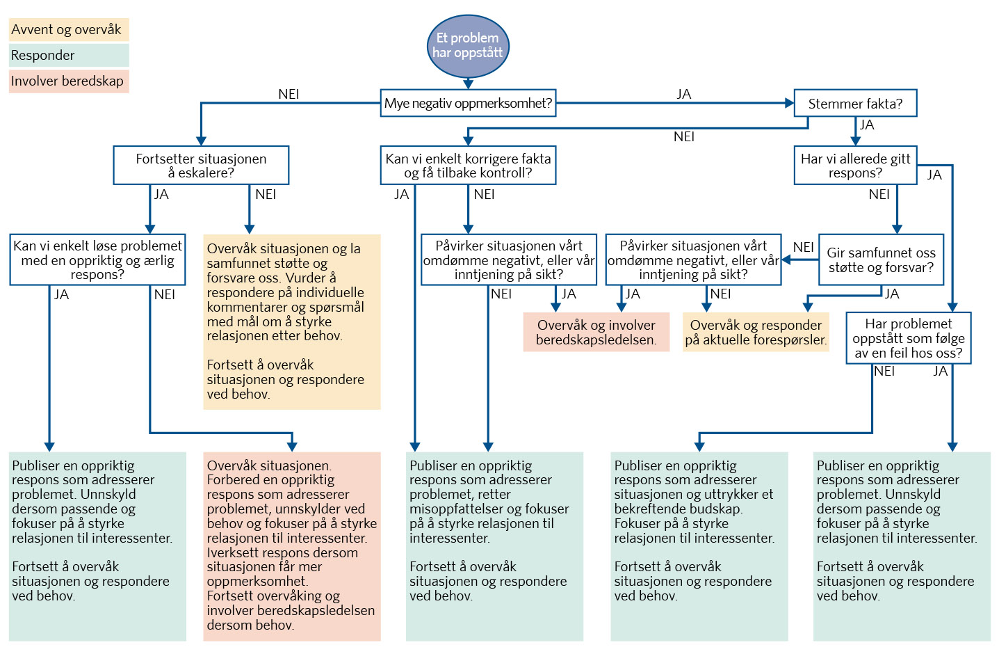 Avvent og overvåk
Responder
Involver beredskap
Et problem
har oppstått
NEI
Mye negativ oppmerksomhet?
JA
Stemmer fakta?
NEI
JA
Fortsetter situasjonen
å eskalere?
Kan vi enkelt korrigere fakta
og få tilbake kontroll?
Har vi allerede gitt
respons?
JA
JA
NEI
JA
NEI
NEI
Kan vi enkelt løse problemet
med en oppriktig og ærlig
respons?
Overvåk situasjonen og la
samfunnet støtte og
forsvare oss. Vurder å
respondere på individuelle
kommentarer og spørsmål
med mål om å styrke
relasjonen etter behov.
Fortsett å overvåk
situasjonen og respondere
ved behov.
Påvirker situasjonen vårt
omdømme negativt, eller vår
inntjening på sikt?
Påvirker situasjonen vårt
omdømme negativt, eller vår
inntjening på sikt?
NEI
Gir samfunnet oss
støtte og forsvar?
JA
NEI
NEI
JA
JA
NEI
JA
Overvåk og involver
beredskapsledelsen.
Overvåk og responder
på aktuelle forespørsler.
Har problemet
oppstått som følge
av en feil hos oss?
NEI
JA
Publiser en oppriktig
respons som adresserer
problemet. Unnskyld
dersom passende og
fokuser på å styrke
relasjonen til interessenter.
Fortsett å overvåk
situasjonen og respondere
ved behov.
Overvåk situasjonen.
Forbered en oppriktig
respons som adresserer
problemet, unnskylder ved
behov og fokuser på å styrke
relasjonen til interessenter.
Iverksett respons dersom
situasjonen får mer
oppmerksomhet.
Fortsett overvåking og
involver beredskapsledelsen
dersom behov.
Publiser en oppriktig
respons som adresserer
problemet, retter
misoppfattelser og fokuser
på å styrke relasjonen til
interessenter.
Fortsett å overvåk
situasjonen og respondere
ved behov.
Publiser en oppriktig
respons som adresserer
situasjonen og uttrykker et
bekreftende budskap.
Fokuser på å styrke
relasjonen til interessenter.
Fortsett å overvåk
situasjonen og respondere
ved behov.
Publiser en oppriktig
respons som adresserer
problemet. Unnskyld
dersom passende og
fokuser på å styrke
relasjonen til interessenter.
Fortsett å overvåk
situasjonen og respondere
ved behov.